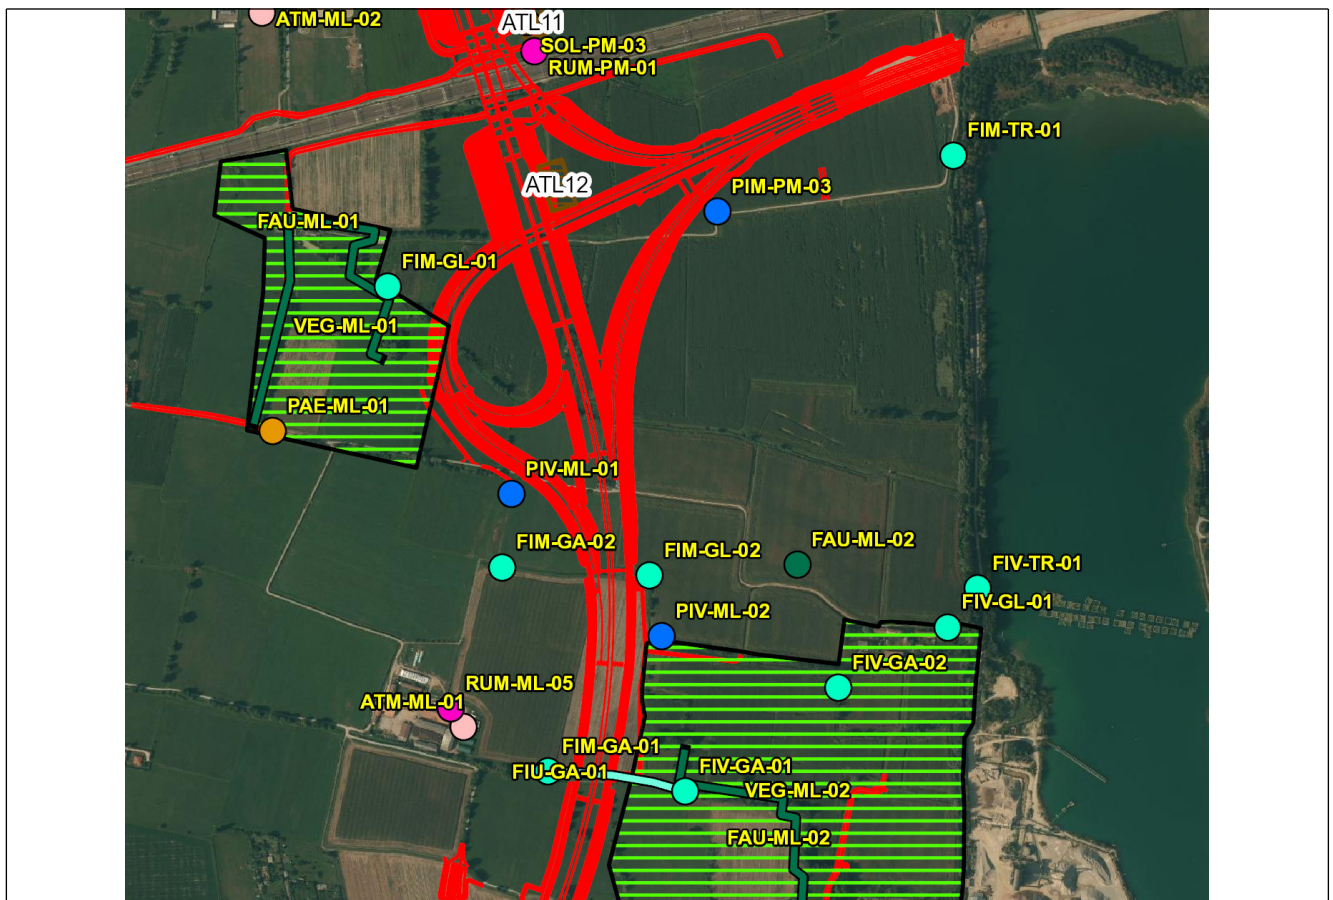 ATM-ML-02
ATL11
SOL-PM-03
RUM-PM-01
FIM-TR-01
ATL12
PIM-PM-03
FAU-ML-01
FIM-GL-01
VEG-ML-01
PAE-ML-01
PIV-ML-01
FIM-GA-02
FIM-GL-02
FAU-ML-02
FIV-TR-01
FIV-GL-01
PIV-ML-02
FIV-GA-02
RUM-ML-05
ATM-ML-01
FIM-GA-01
FIU-GA-01
FIV-GA-01
VEG-ML-02
FAU-ML-02